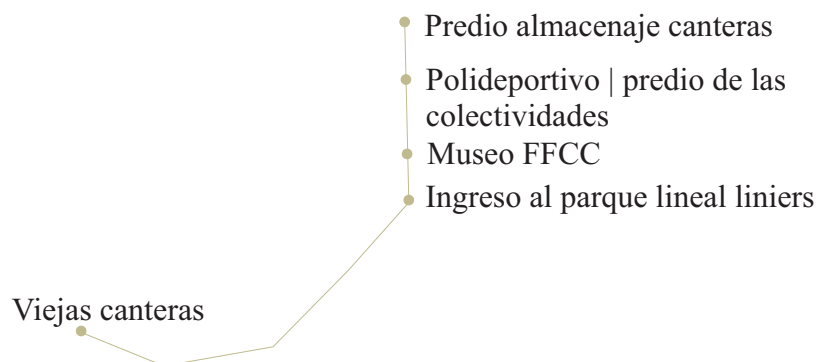 Predio almacenaje canteras
Polideportivo | predio de las
colectividades
Museo FFCC
Ingreso al parque lineal liniers
Viejas canteras